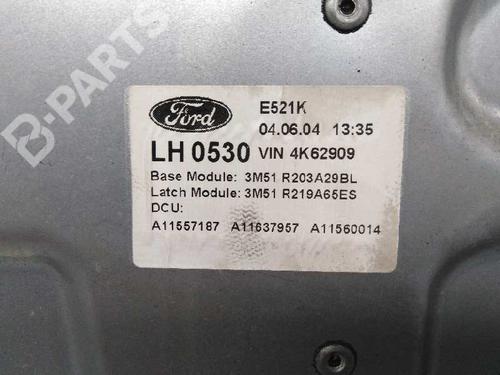 B-PARTS
Ford
E521K
04.06.04 13:35
LH 0530 VIN 4K62909
Base Module: 3M51 R203A29BL
Latch Module: 3M51 R219A65ES
DCU:
A11557187 A11637957 A11560014
B-PARTS